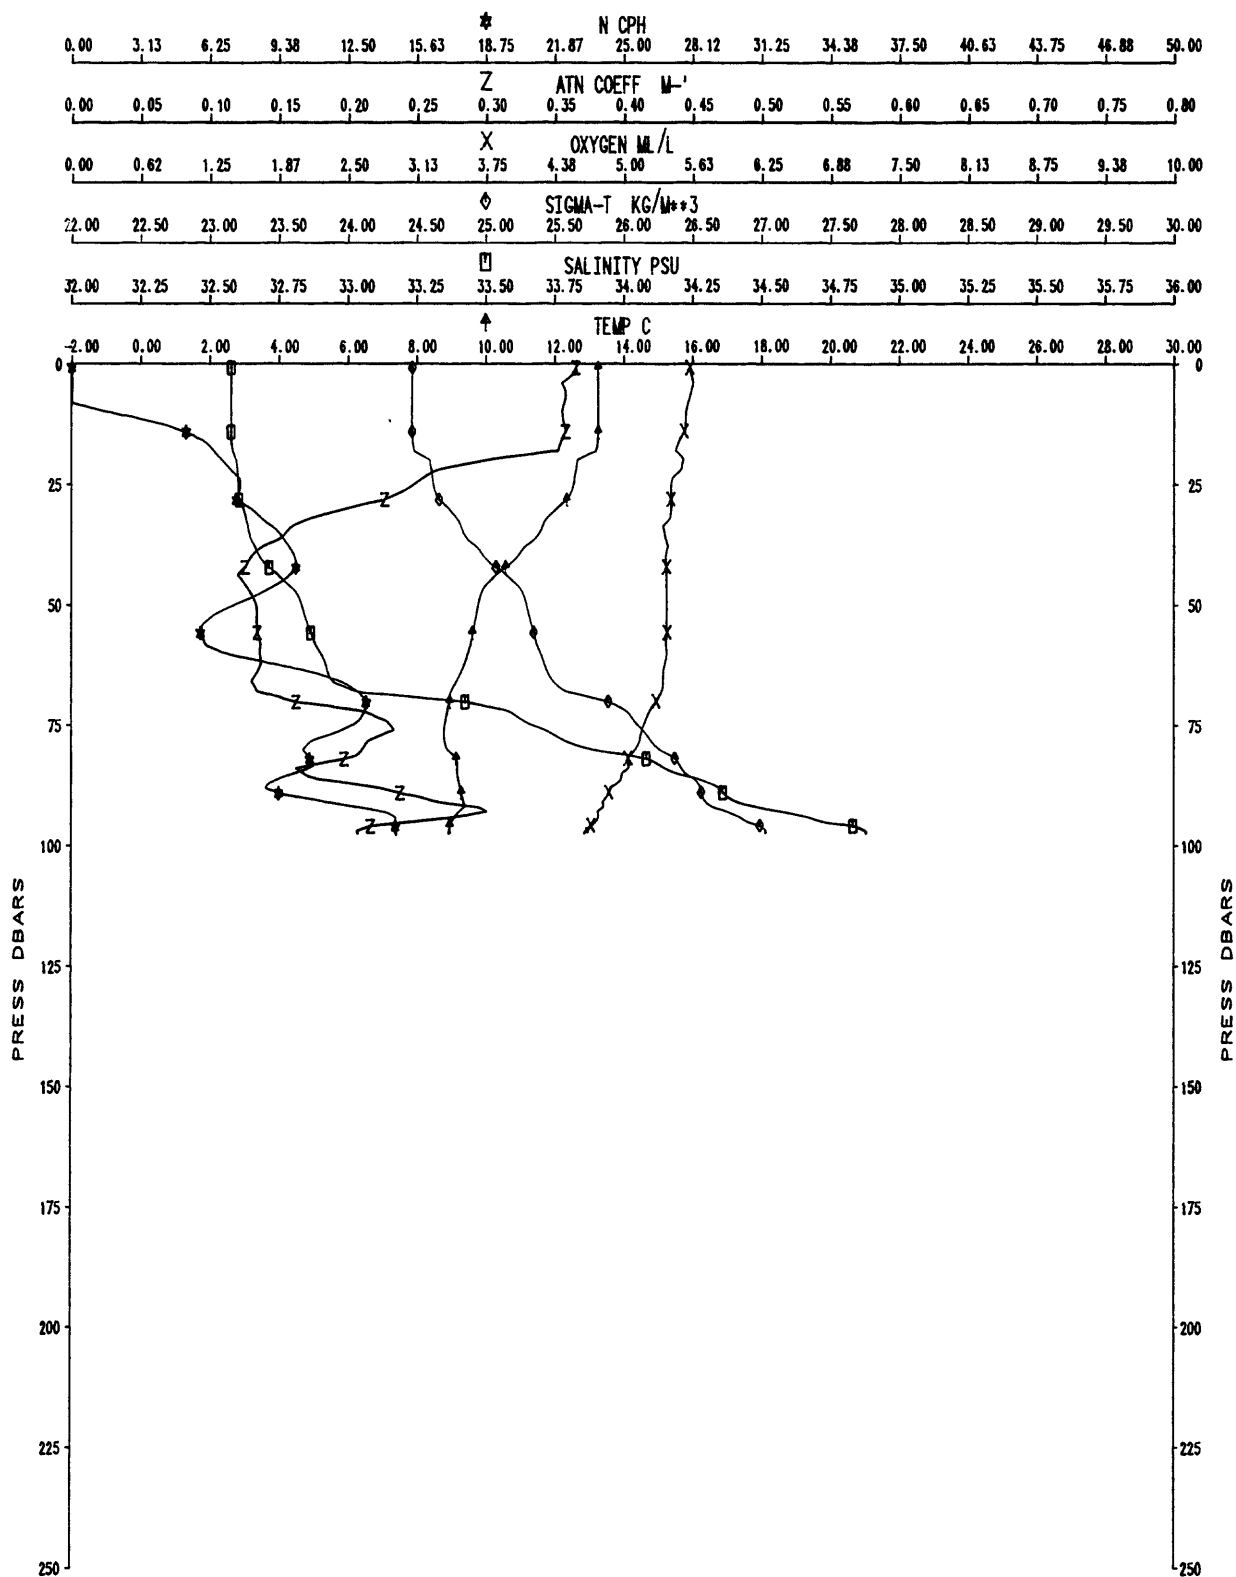 N CPH
0.00 3.13 6.25 9.38 12.50 15.63 18.75 21.87 25.00 28.12 31.25 34.38 37.50 40.63 43.75 46.88 50.00
Z ATN COEFF M-'
0.00 0.05 0.10 0.15 0.20 0.25 0.30 0.35 0.40 0.45 0.50 0.55 0.60 0.65 0.70 0.75 0.80
X OXYGEN ML/L
0.00 0.62 1.25 1.87 2.50 3.13 3.75 4.38 5.00 5.63 6.25 6.88 7.50 8.13 8.75 9.38 10.00
SIGMA-T KG/M**3
22.00 22.50 23.00 23.50 24.00 24.50 25.00 25.50 26.00 26.50 27.00 27.50 28.00 28.50 29.00 29.50 30.00
SALINITY PSU
32.00 32.25 32.50 32.75 33.00 33.25 33.50 33.75 34.00 34.25 34.50 34.75 35.00 35.25 35.50 35.75 36.00
TEMP C
-2.00 0.00 2.00 4.00 6.00 8.00 10.00 12.00 14.00 16.00 18.00 20.00 22.00 24.00 26.00 28.00 30.00
0 0
25 25
50 50
75 75
100 100
125 125
150 150
175 175
200 200
225 225
250 250
PRESS DBARS
PRESS DBARS